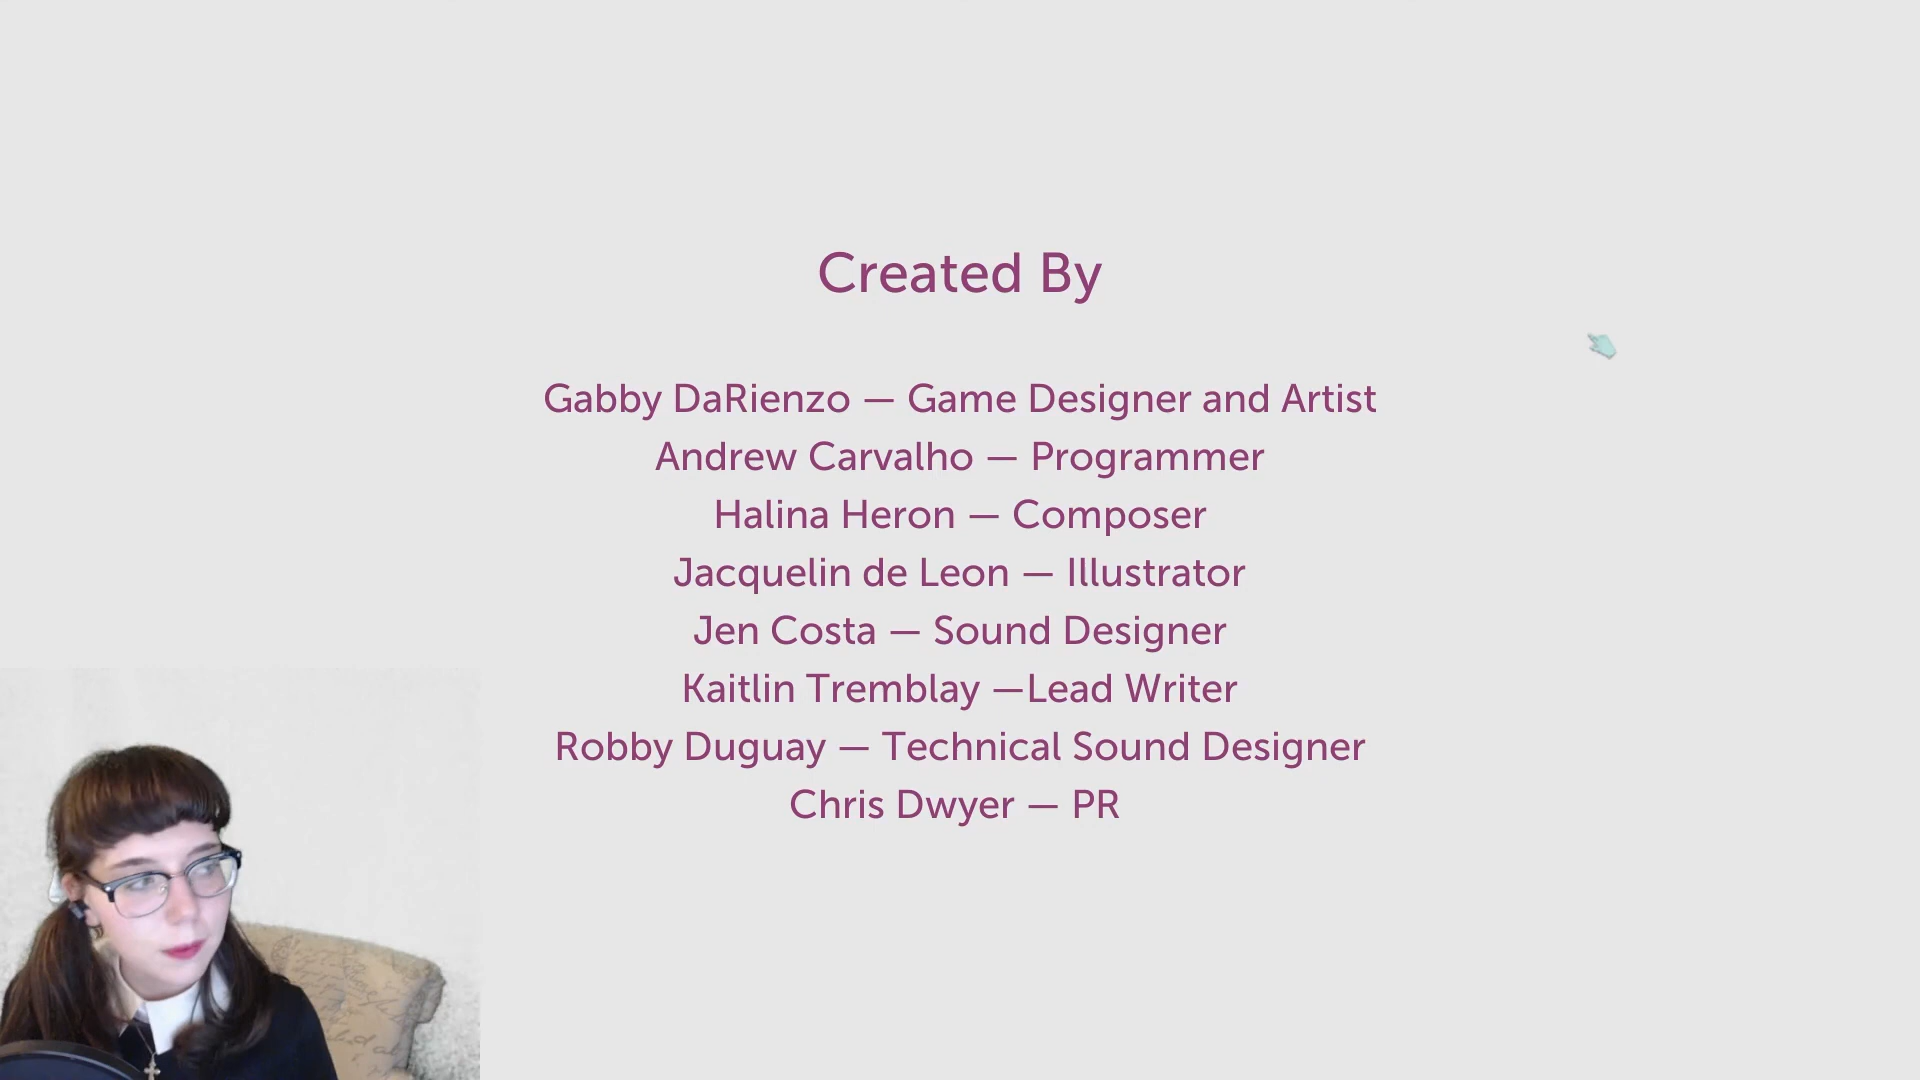 Created By
Gabby DaRienzo — Game Designer and Artist
Andrew Carvalho — Programmer
Halina Heron — Composer
Jacquelin de Leon — Illustrator
Jen Costa — Sound Designer
Kaitlin Tremblay —Lead Writer
Robby Duguay — Technical Sound Designer
Chris Dwyer — PR